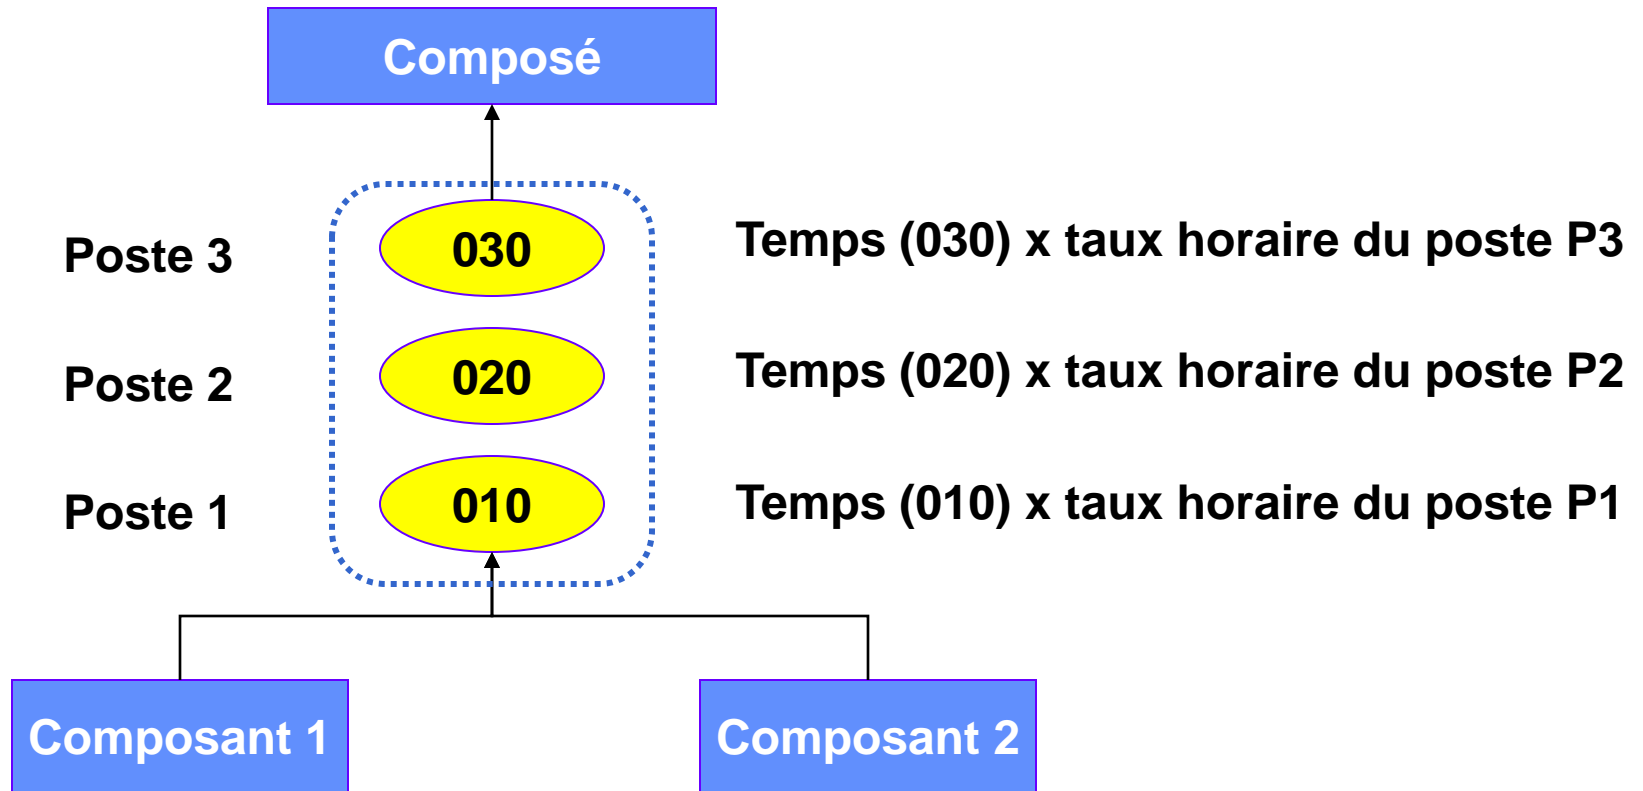 Composé
Poste 3
030
Temps (030) x taux horaire du poste P3
Poste 2
020
Temps (020) x taux horaire du poste P2
Poste 1
010
Temps (010) x taux horaire du poste P1
Composant 1
Composant 2